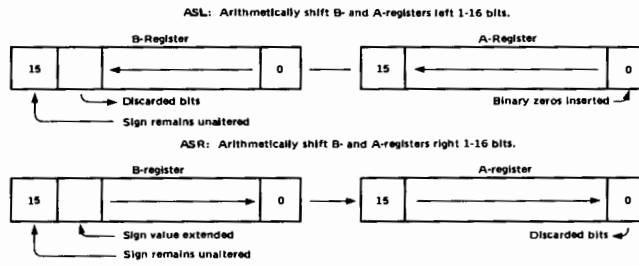 ASL: Arithmetically shift B- and A-registers left 1-16 bits.
B-Register A-Register
15 0 15 0
Discarded bits Binary zeros inserted
Sign remains unaltered
ASR: Arithmetically shift B- and A-registers right 1-16 bits.
B-register A-register
15 0 15 0
Sign value extended Discarded bits
Sign remains unaltered